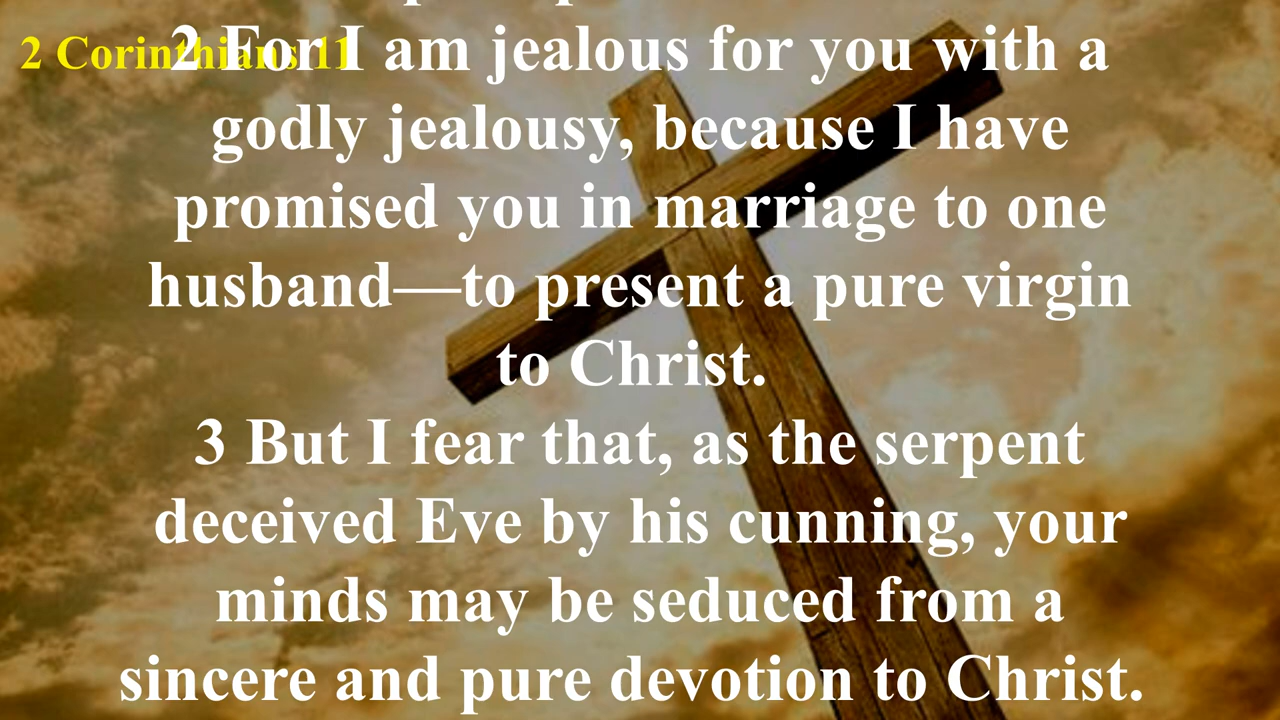 2 Corinthians 11
2 For I am jealous for you with a
godly jealousy, because I have
promised you in marriage to one
husband—to present a pure virgin
to Christ.
3 But I fear that, as the serpent
deceived Eve by his cunning, your
minds may be seduced from a
sincere and pure devotion to Christ.